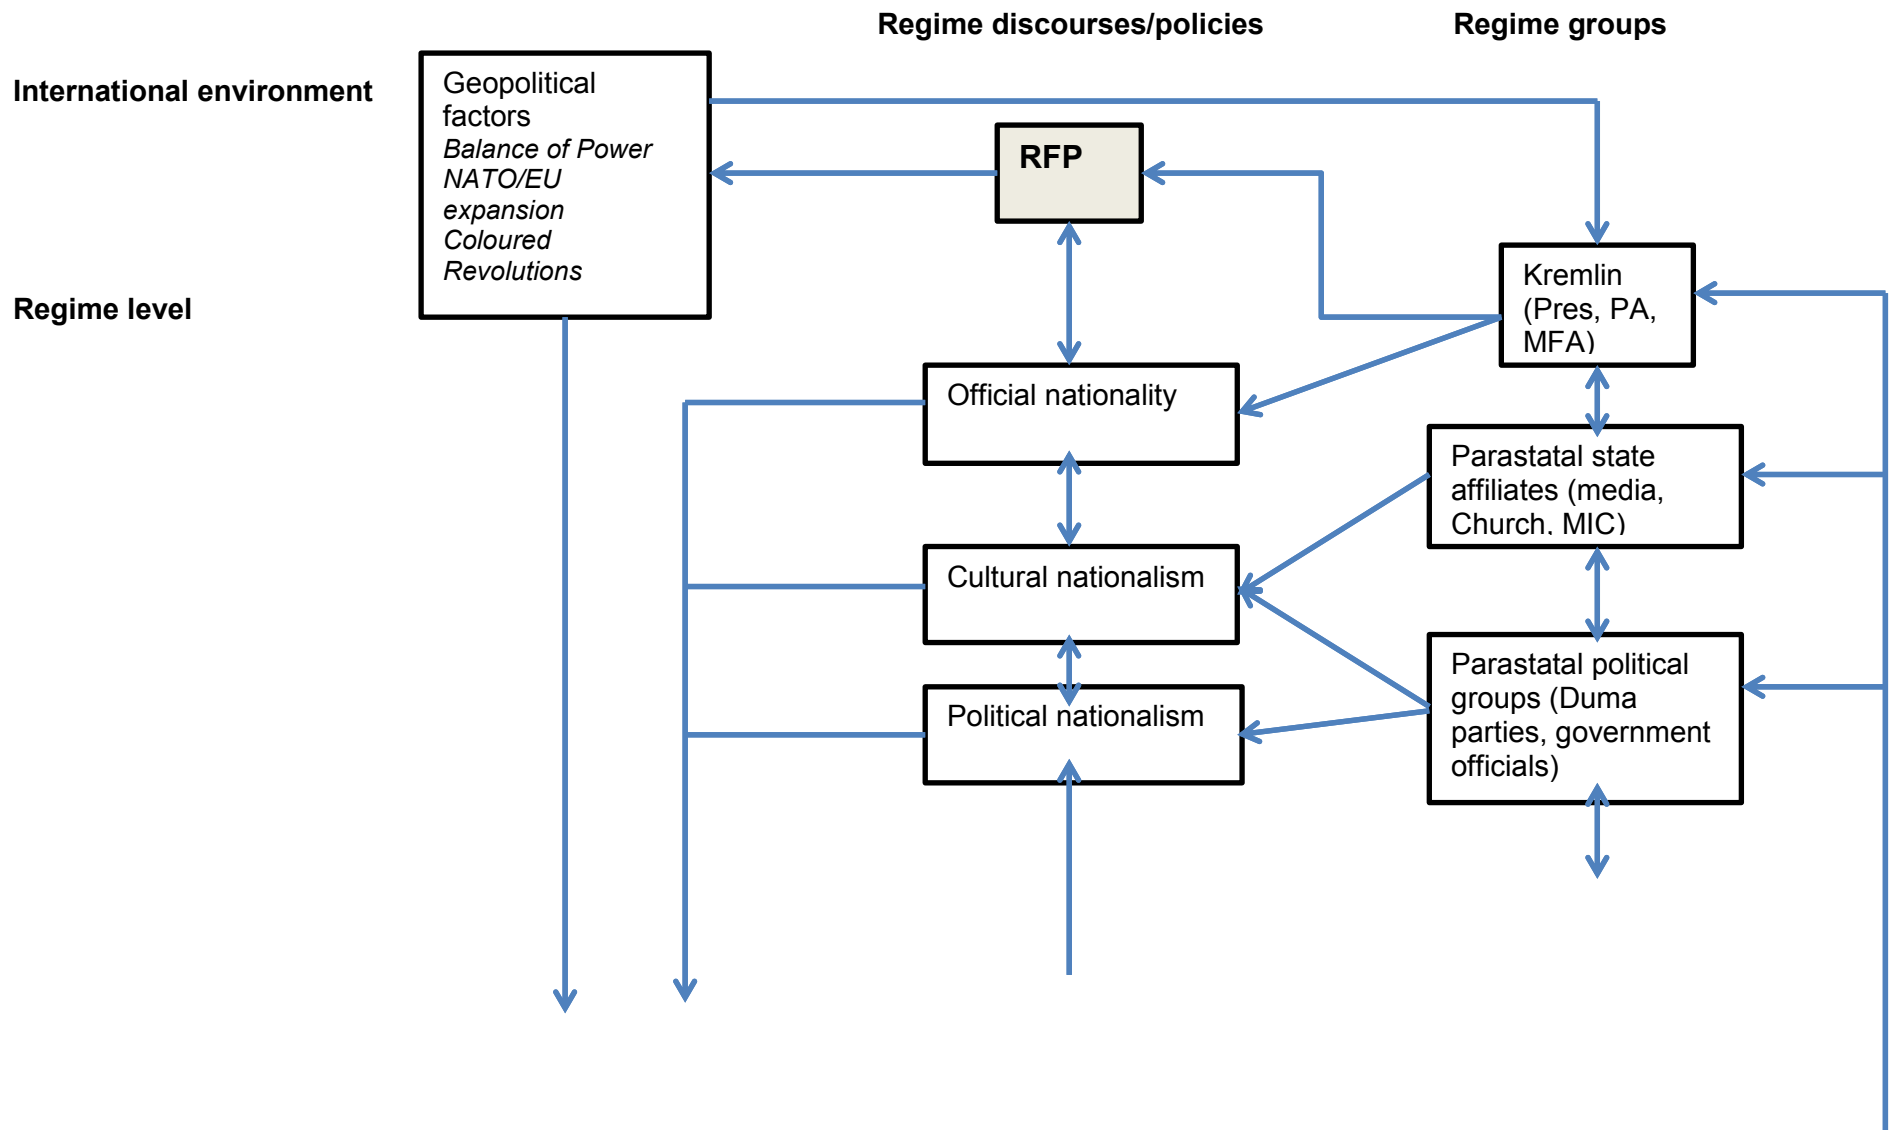 Regime discourses/policies
Regime groups
International environment
Geopolitical
factors
Balance of Power
NATO/EU
expansion
Coloured
Revolutions
RFP
Regime level
Kremlin
(Pres, PA,
MFA)
Official nationality
Parastatal state
affiliates (media,
Church, MIC)
Cultural nationalism
Parastatal political
groups (Duma
parties, government
officials)
Political nationalism